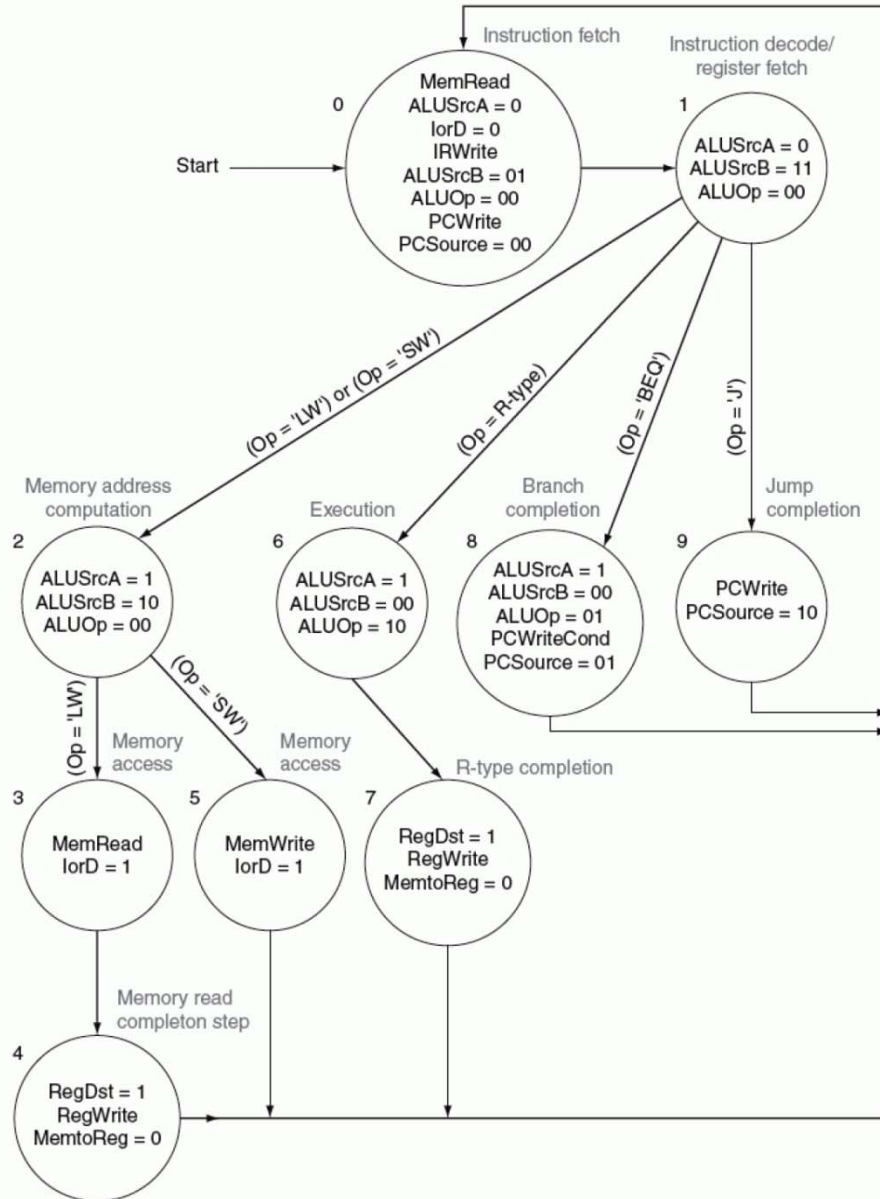 Instruction fetch
Instruction decode/
register fetch
0
MemRead
ALUSrcA = 0
IorD = 0
IRWrite
ALUSrcB = 01
ALUOp = 00
PCWrite
PCSource = 00
1
ALUSrcA = 0
ALUSrcB = 11
ALUOp = 00
Start
(Op = 'LW') or (Op = 'SW')
(Op = R-type)
(Op = 'BEQ')
(Op = 'J')
Memory address
computation
2
ALUSrcA = 1
ALUSrcB = 10
ALUOp = 00
Execution
6
ALUSrcA = 1
ALUSrcB = 00
ALUOp = 10
Branch
completion
8
ALUSrcA = 1
ALUSrcB = 00
ALUOp = 01
PCWriteCond
PCSource = 01
Jump
completion
9
PCWrite
PCSource = 10
(Op = 'LW')
(Op = 'SW')
Memory
access
3
MemRead
IorD = 1
Memory
access
5
MemWrite
IorD = 1
R-type completion
7
RegDst = 1
RegWrite
MemtoReg = 0
Memory read
completon step
4
RegDst = 1
RegWrite
MemtoReg = 0